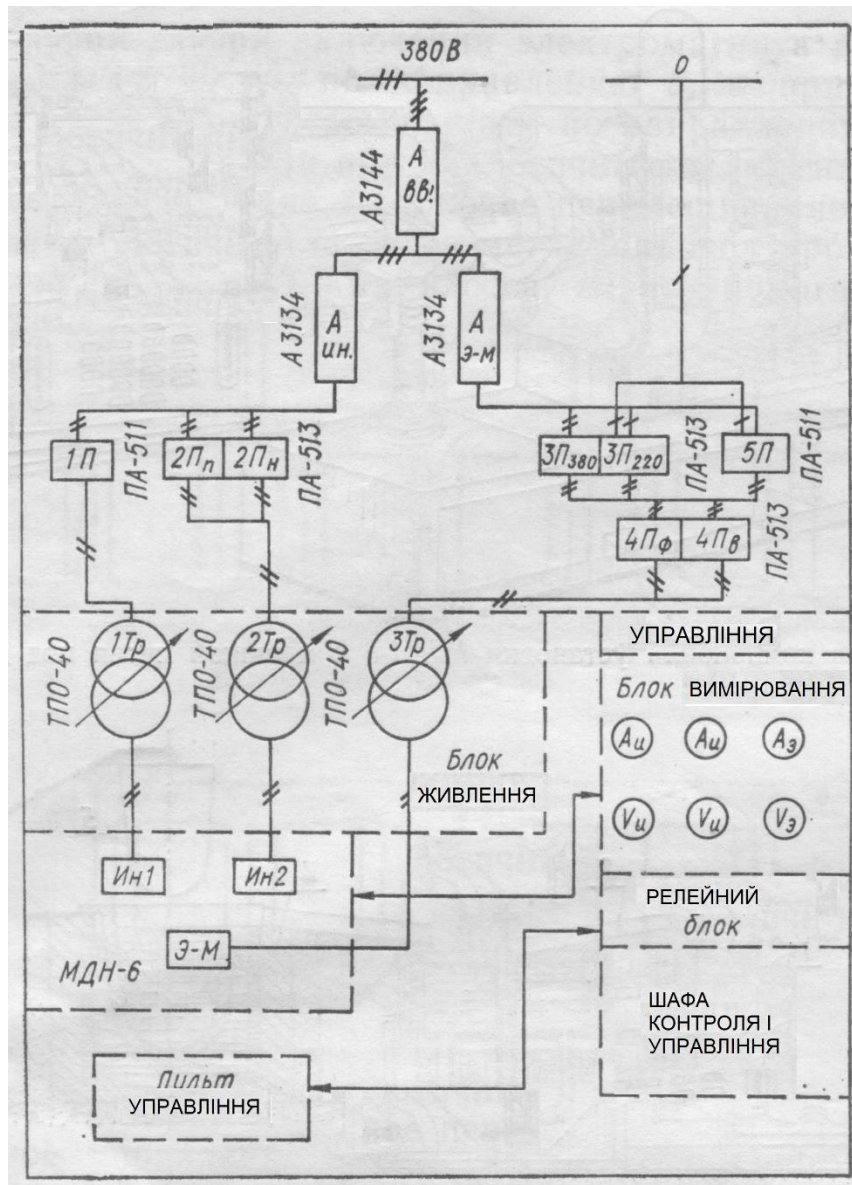 380В
0
А3144
А
вв!
А3134
А
ин.
А3134
А
э-м
1П
ПА-511
2Пп
2Пн
ПА-513
3П380
3П220
ПА-513
5П
ПА-511
4Пф
4Пв
ПА-513
ТПО-40
1Тр
ТПО-40
2Тр
ТПО-40
3Тр
УПРАВЛІННЯ
Блок ВИМІРЮВАННЯ
Аи
Аи
Аэ
Vи
Vи
Vэ
Блок
ЖИВЛЕННЯ
Ин1
Ин2
Э-М
МДН-6
РЕЛЕЙНИЙ
блок
ШАФА
КОНТРОЛЯ І
УПРАВЛІННЯ
Пильт
УПРАВЛІННЯ